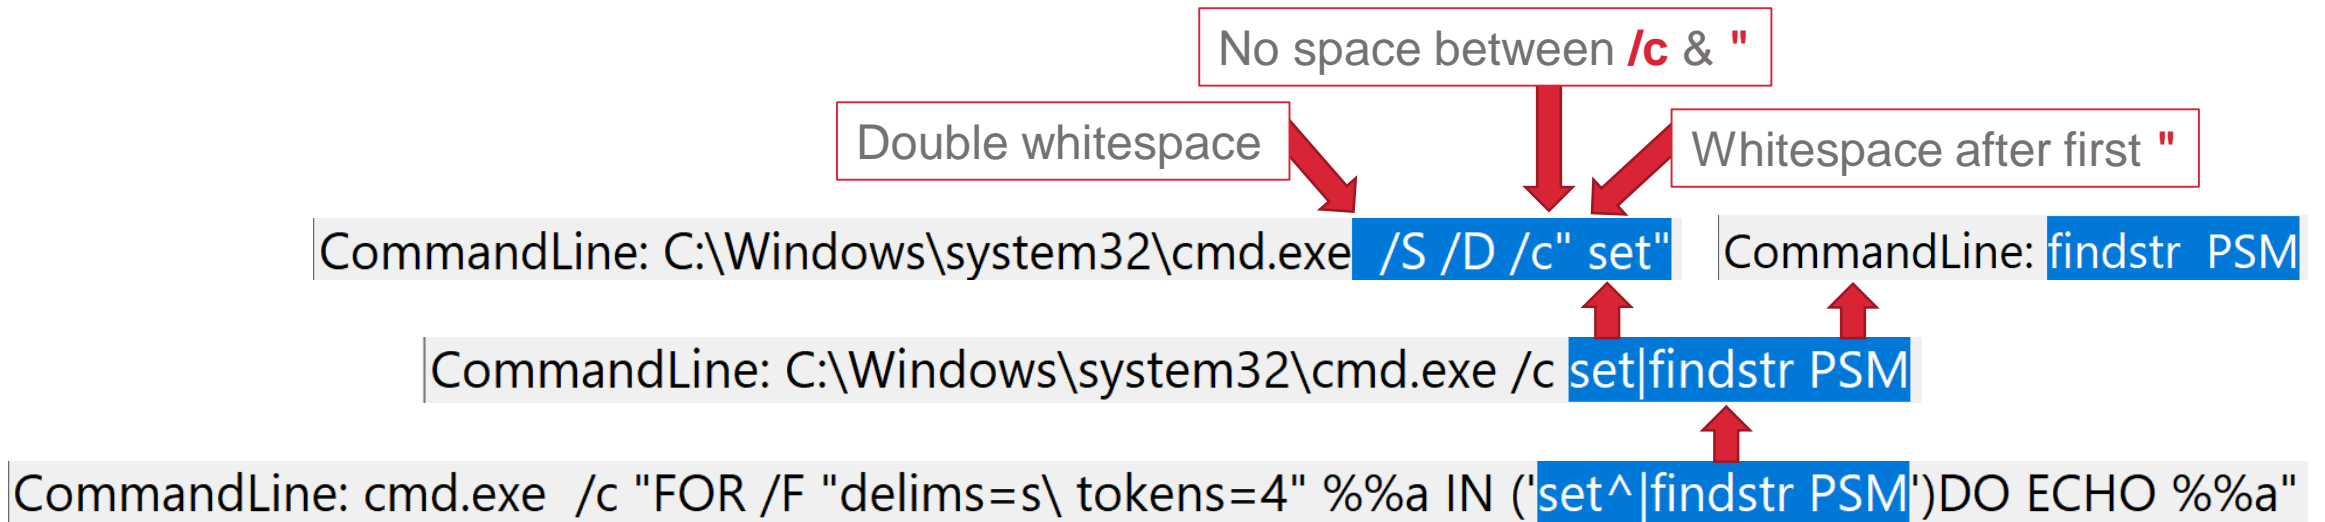 No space between /c & "
Double whitespace
Whitespace after first "
CommandLine: C:\Windows\system32\cmd.exe  /S /D /c" set"
CommandLine: findstr  PSM
CommandLine: C:\Windows\system32\cmd.exe /c set|findstr PSM
CommandLine: cmd.exe  /c "FOR /F "delims=s\ tokens=4" %%a IN ('set^|findstr PSM')DO ECHO %%a"